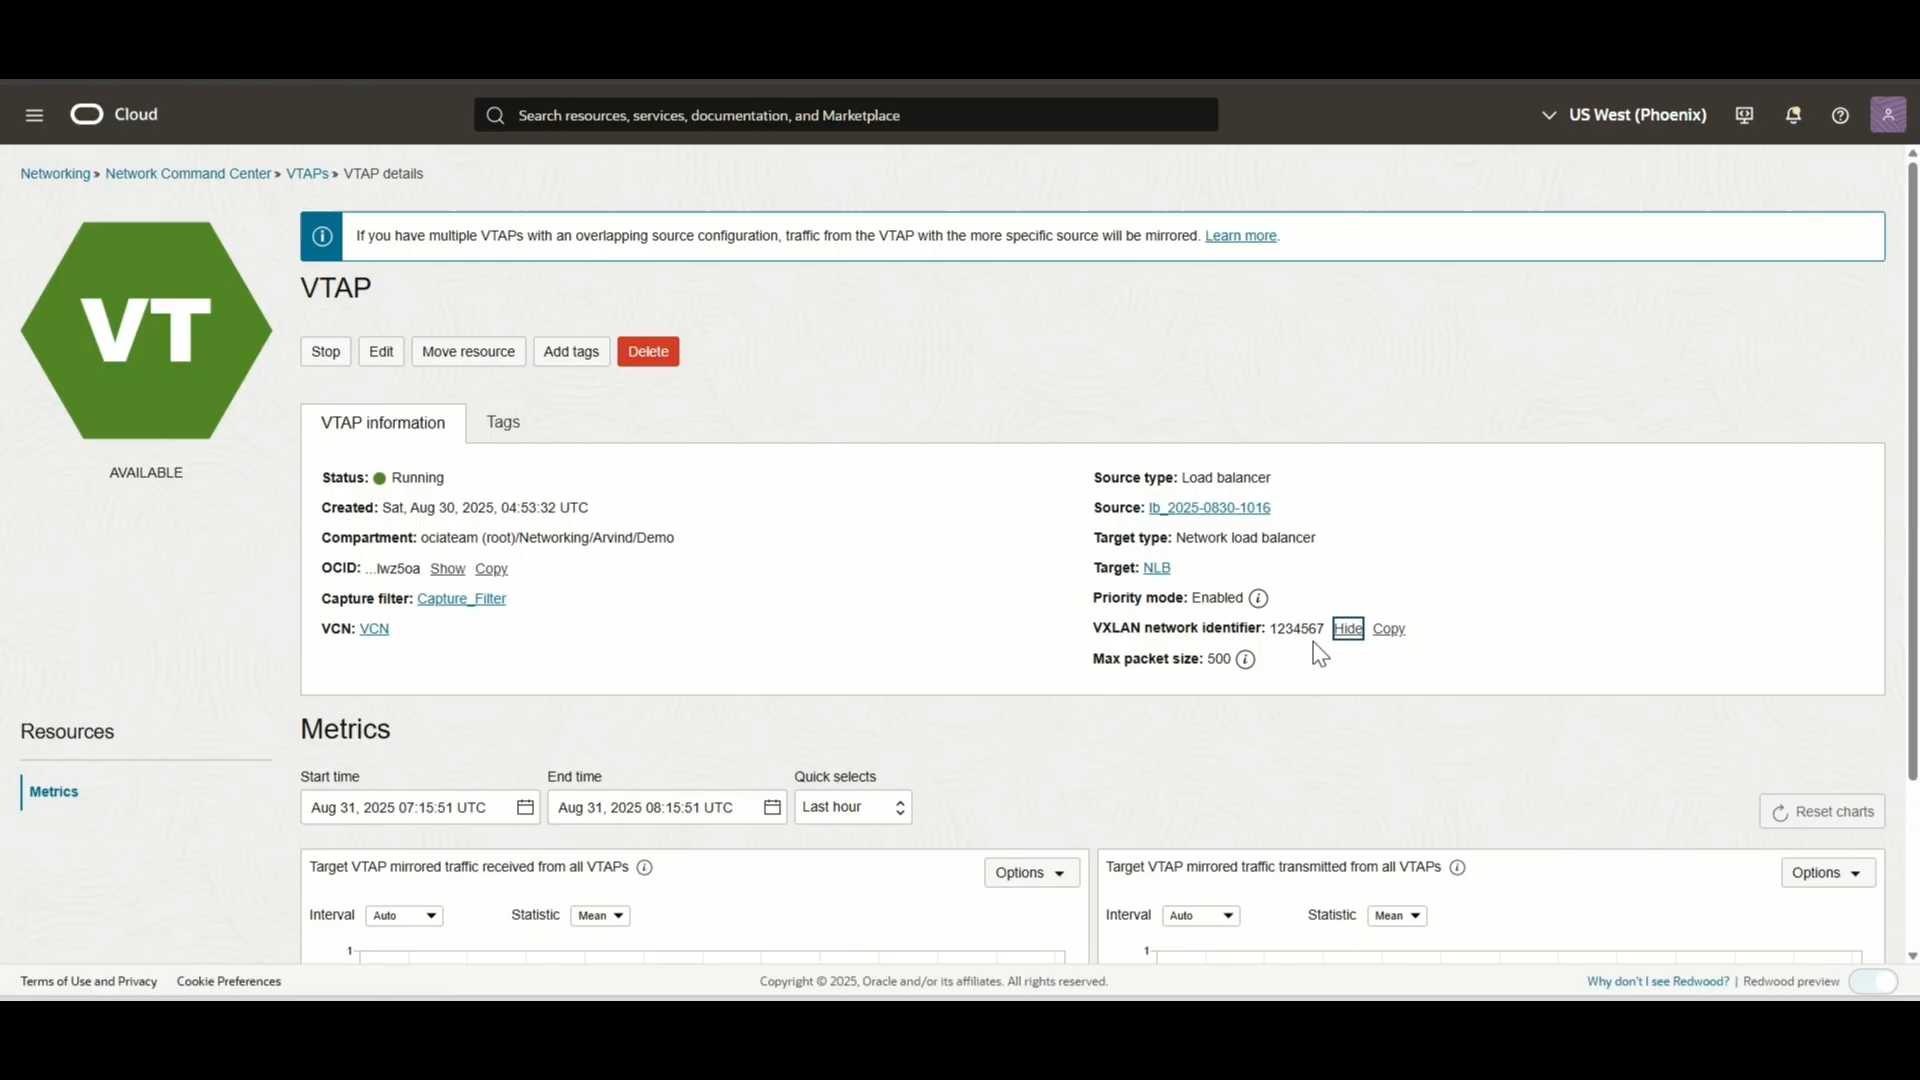 Cloud
Search resources, services, documentation, and Marketplace
US West (Phoenix)
Networking » Network Command Center » VTAPs » VTAP details
If you have multiple VTAPs with an overlapping source configuration, traffic from the VTAP with the more specific source will be mirrored. Learn more.
VT
AVAILABLE
VTAP
Stop Edit Move resource Add tags Delete
VTAP information Tags
Status: Running
Created: Sat, Aug 30, 2025, 04:53:32 UTC
Compartment: ociateam (root)/Networking/Arvind/Demo
OCID: ...lwz5oa Show Copy
Capture filter: Capture_Filter
VCN: VCN
Source type: Load balancer
Source: lb_2025-0830-1016
Target type: Network load balancer
Target: NLB
Priority mode: Enabled
VXLAN network identifier: 1234567 Hide Copy
Max packet size: 500
Resources
Metrics
Metrics
Start time End time Quick selects
Aug 31, 2025 07:15:51 UTC Aug 31, 2025 08:15:51 UTC Last hour
Reset charts
Target VTAP mirrored traffic received from all VTAPs Options
Interval Auto Statistic Mean
1
Target VTAP mirrored traffic transmitted from all VTAPs Options
Interval Auto Statistic Mean
1
Terms of Use and Privacy Cookie Preferences
Copyright © 2025, Oracle and/or its affiliates. All rights reserved.
Why don't I see Redwood? | Redwood preview